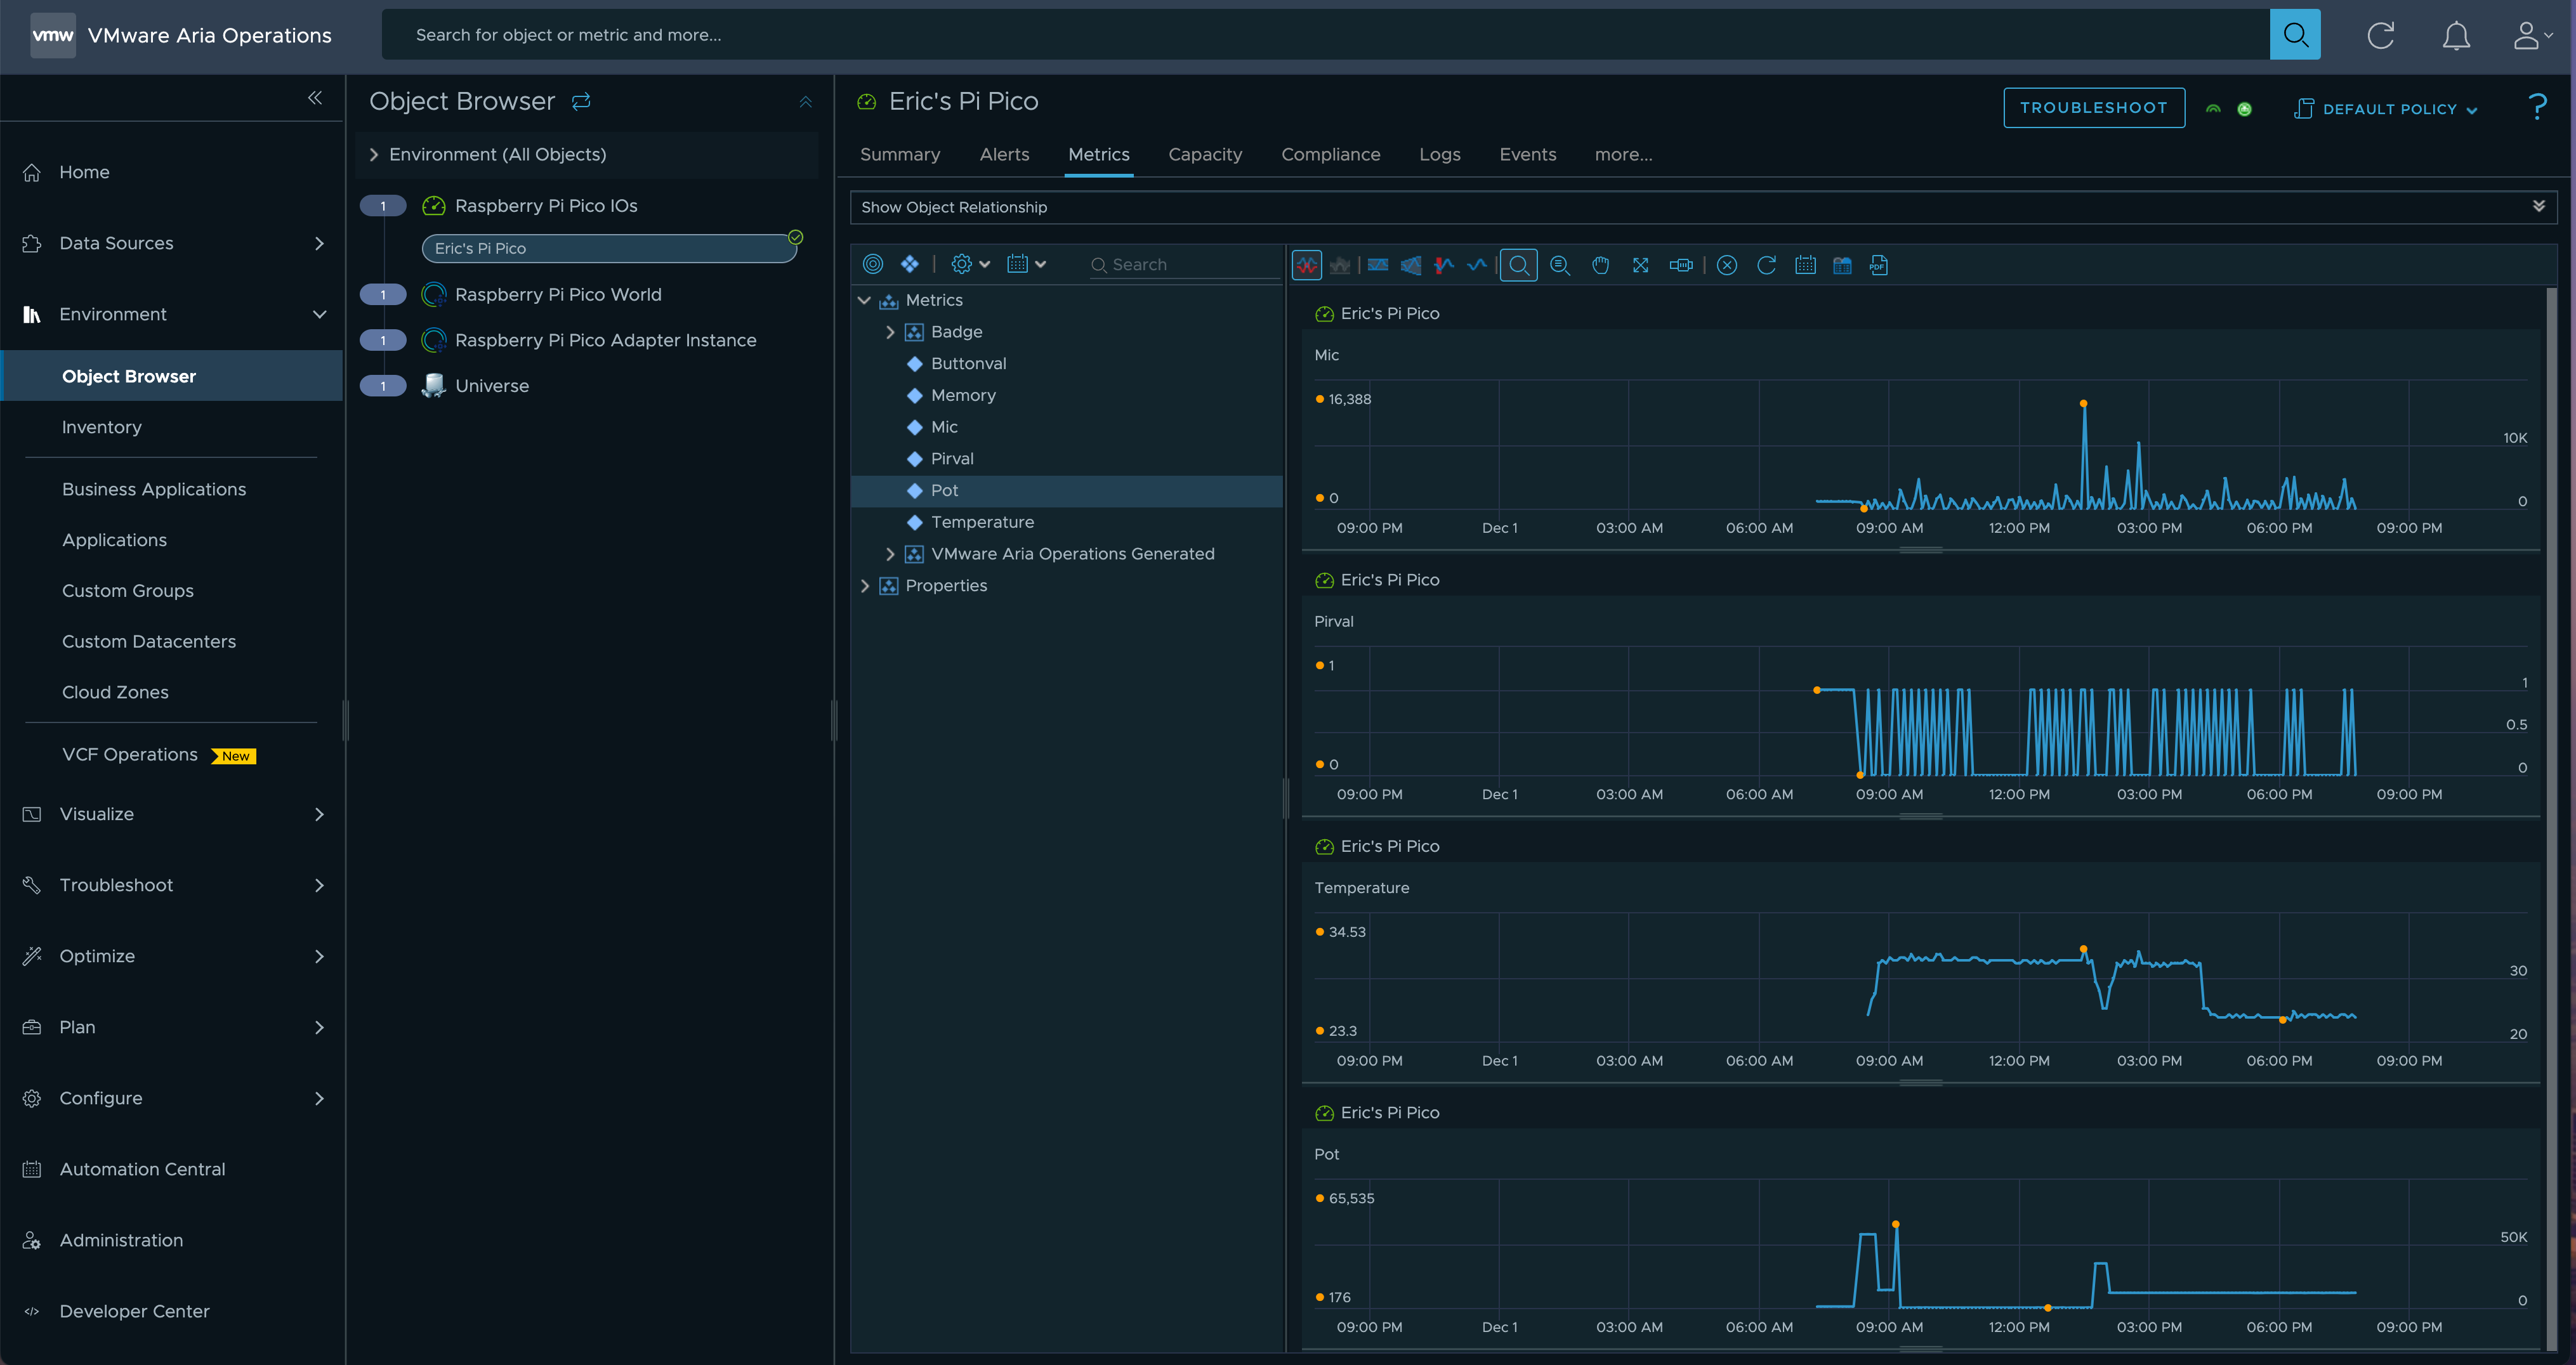 vmw VMware Aria Operations
Search for object or metric and more...
Home
Data Sources
Environment
Object Browser
Inventory
Business Applications
Applications
Custom Groups
Custom Datacenters
Cloud Zones
VCF Operations New
Visualize
Troubleshoot
Optimize
Plan
Configure
Automation Central
Administration
Developer Center
Object Browser
Environment (All Objects)
1 Raspberry Pi Pico IOs
Eric's Pi Pico
1 Raspberry Pi Pico World
1 Raspberry Pi Pico Adapter Instance
1 Universe
Eric's Pi Pico
TROUBLESHOOT
DEFAULT POLICY
?
Summary Alerts Metrics Capacity Compliance Logs Events more...
Show Object Relationship
Search
PDF
Metrics
Badge
Buttonval
Memory
Mic
Pirval
Pot
Temperature
VMware Aria Operations Generated
Properties
Eric's Pi Pico
Mic
16,388
10K
0
0
09:00 PM Dec 1 03:00 AM 06:00 AM 09:00 AM 12:00 PM 03:00 PM 06:00 PM 09:00 PM
Eric's Pi Pico
Pirval
1
1
0.5
0
0
09:00 PM Dec 1 03:00 AM 06:00 AM 09:00 AM 12:00 PM 03:00 PM 06:00 PM 09:00 PM
Eric's Pi Pico
Temperature
34.53
30
23.3
20
09:00 PM Dec 1 03:00 AM 06:00 AM 09:00 AM 12:00 PM 03:00 PM 06:00 PM 09:00 PM
Eric's Pi Pico
Pot
65,535
50K
176
0
09:00 PM Dec 1 03:00 AM 06:00 AM 09:00 AM 12:00 PM 03:00 PM 06:00 PM 09:00 PM